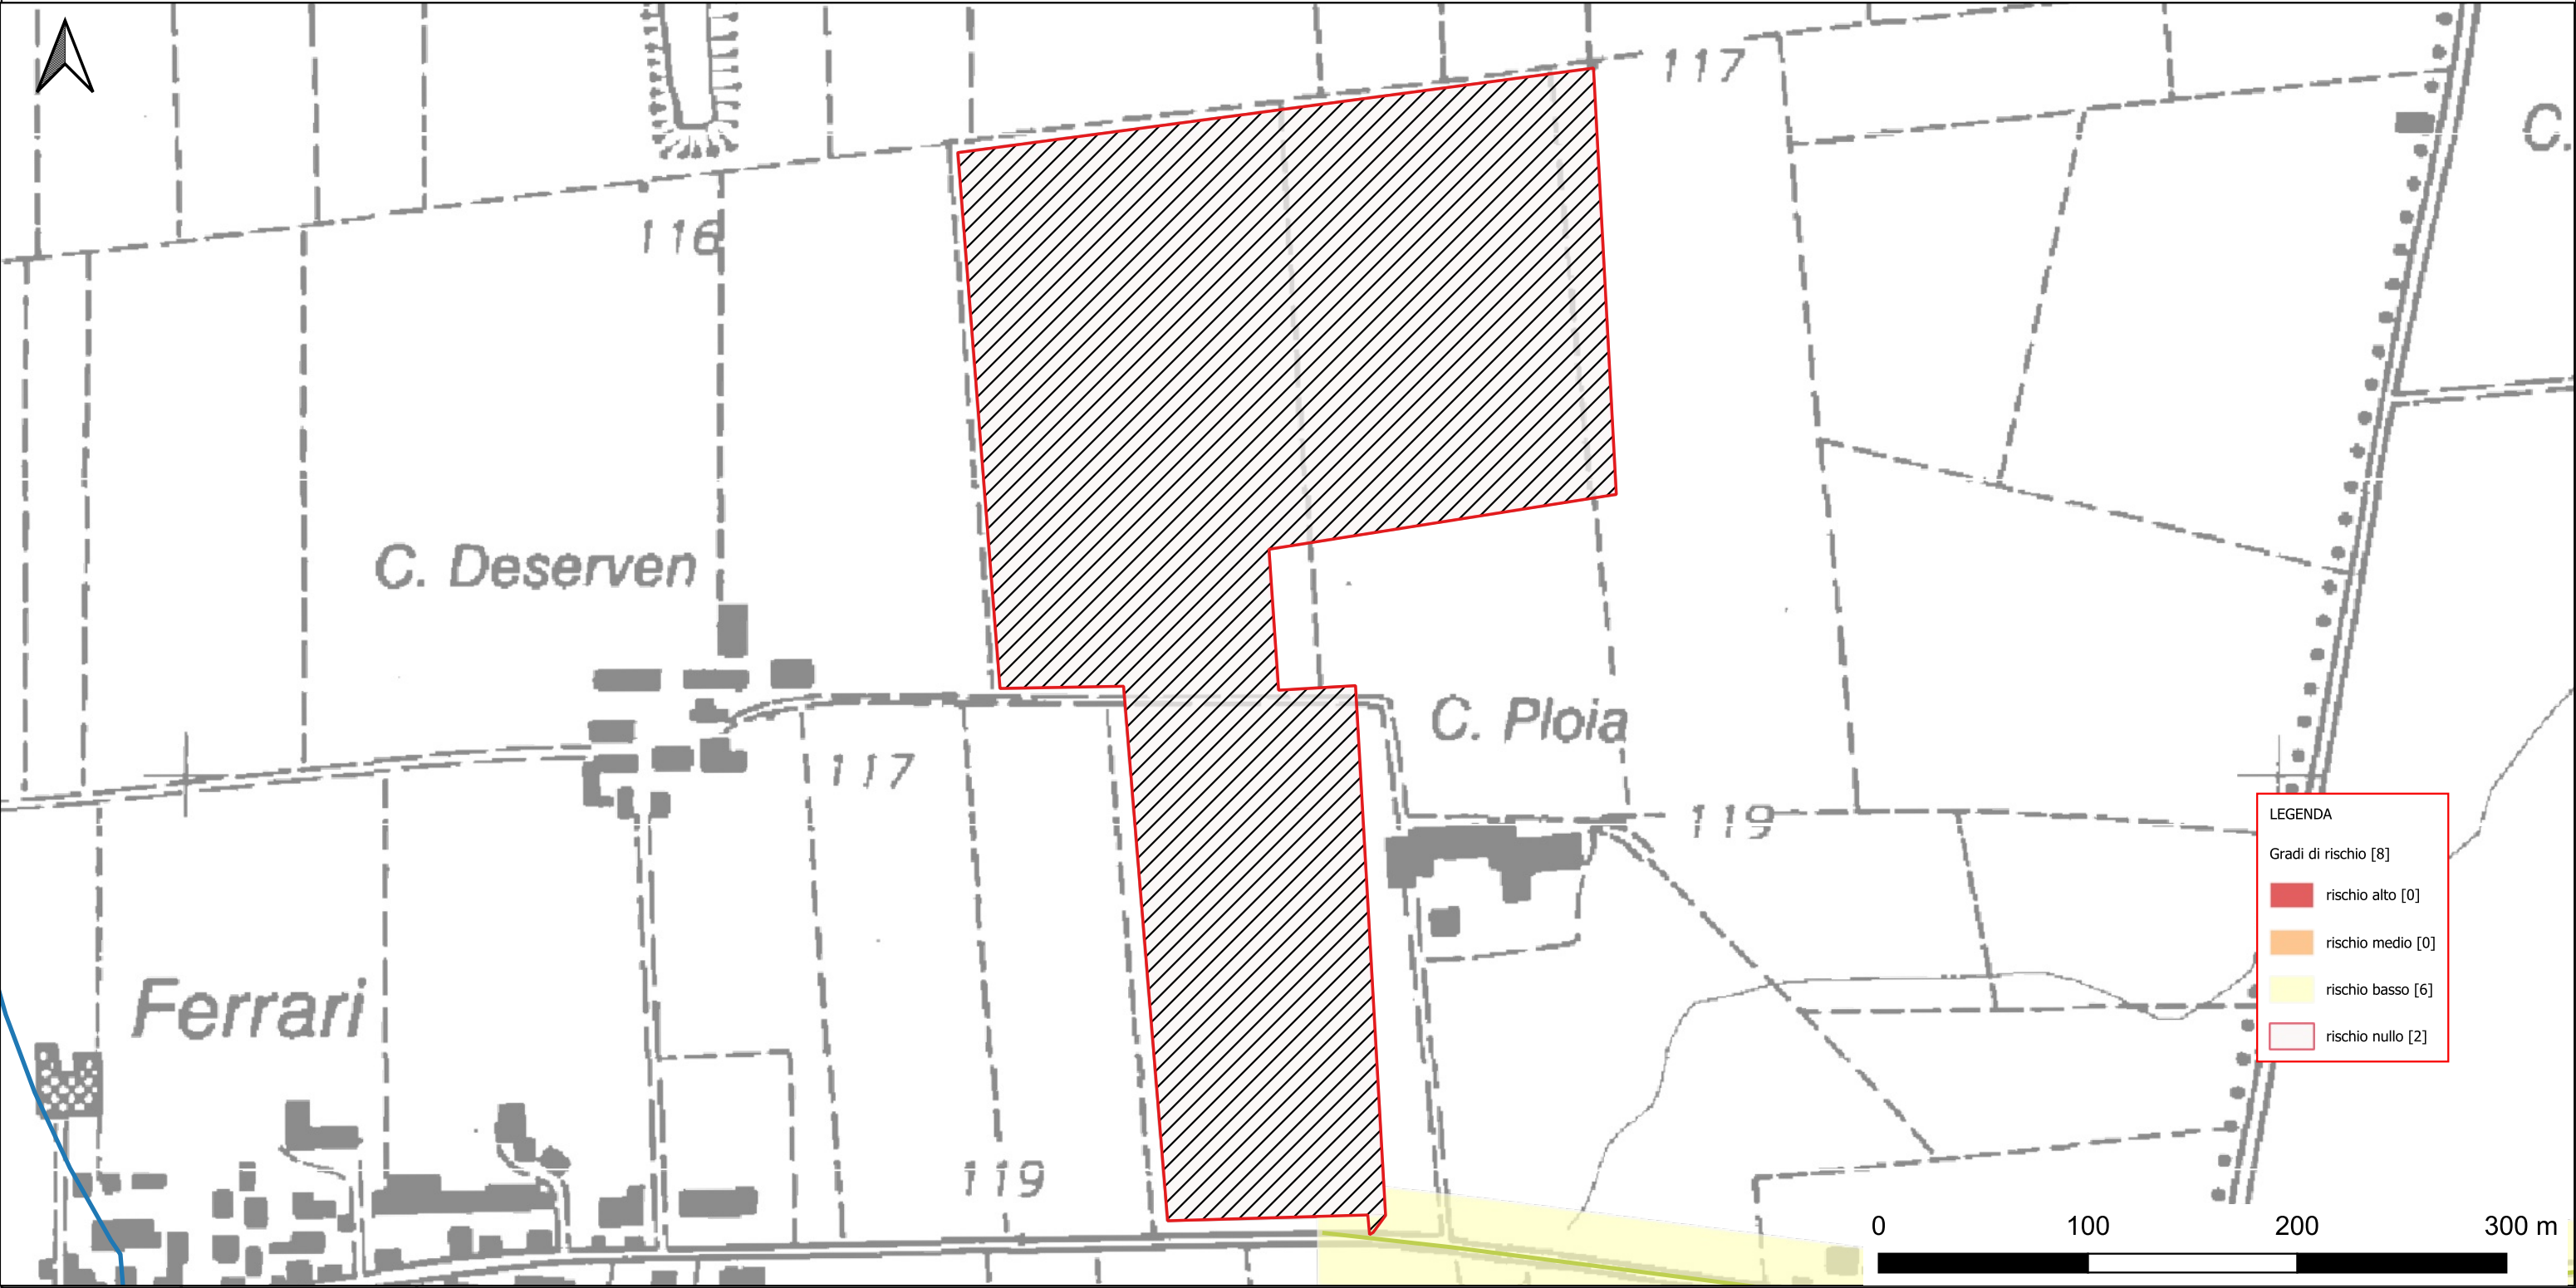 117
C.
116
C. Deserven
C. Ploia
117
119
LEGENDA
Gradi di rischio [8]
rischio alto [0]
rischio medio [0]
rischio basso [6]
rischio nullo [2]
Ferrari
119
0 100 200 300 m